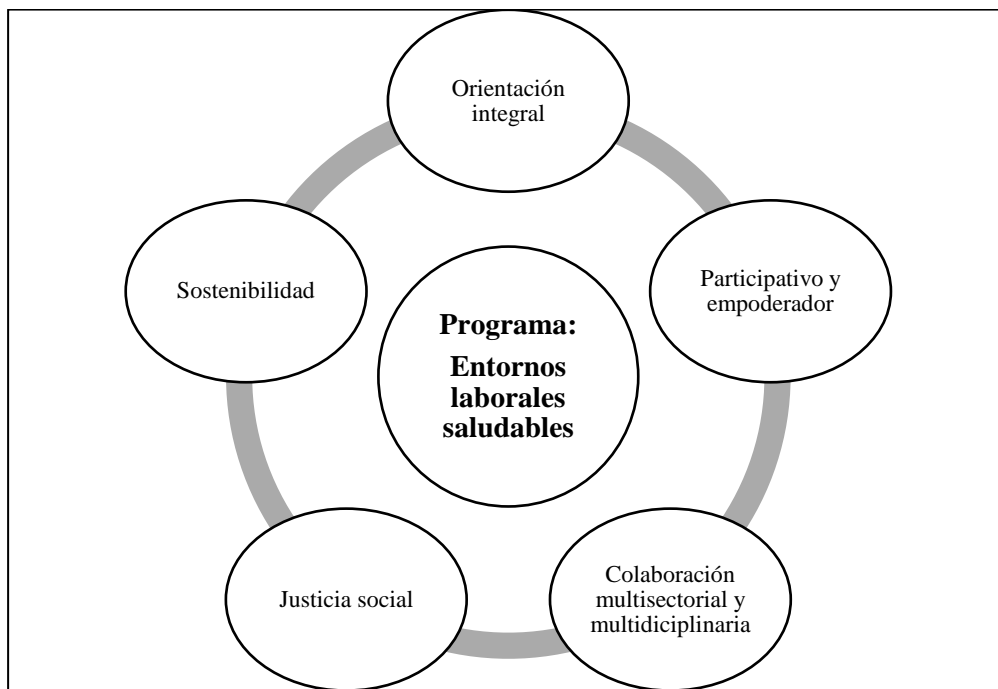 Orientación
integral
Participativo y
empoderador
Sostenibilidad
Programa:
Entornos
laborales
saludables
Justicia social
Colaboración
multisectorial y
multidiciplinaria